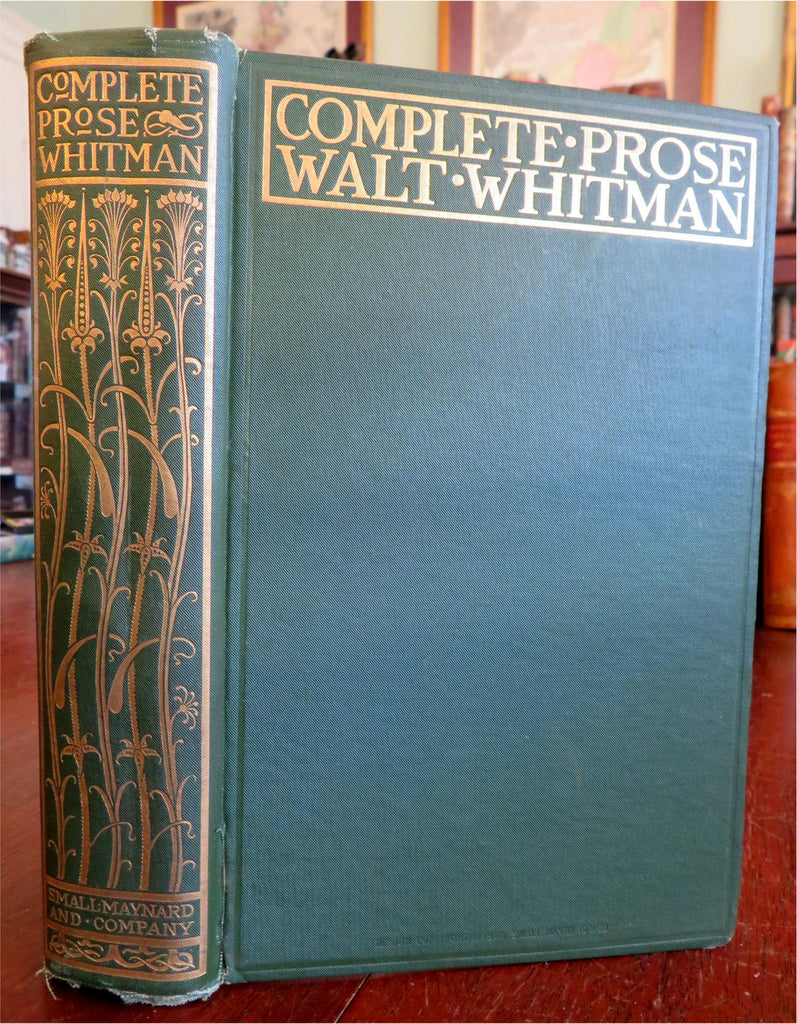 COMPLETE
PROSE
WHITMAN
SMALL·MAYNARD
AND·COMPANY
COMPLETE·PROSE
WALT·WHITMAN